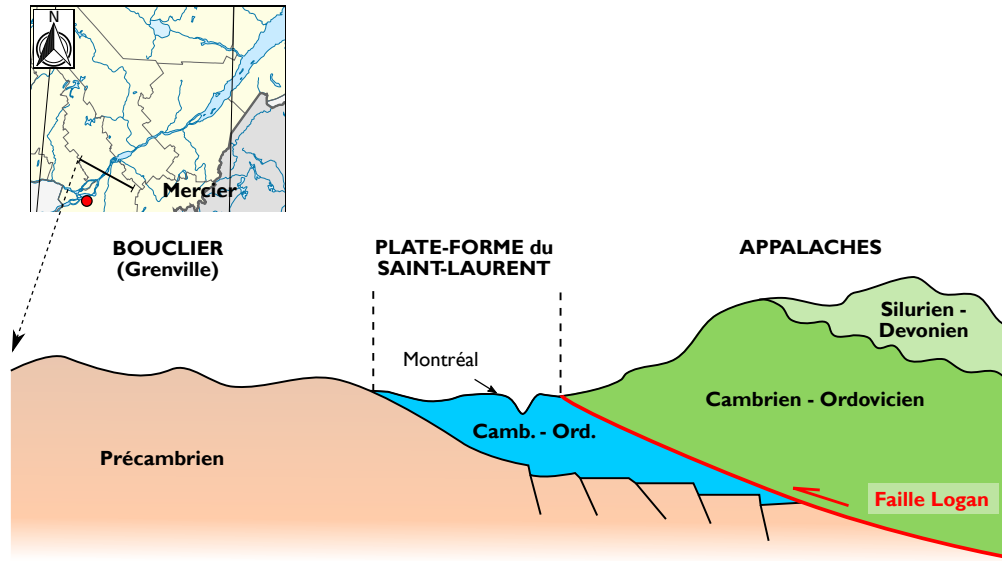 N
Mercier
BOUCLIER
(Grenville)
PLATE-FORME du
SAINT-LAURENT
APPALACHES
Silurien -
Devonien
Montréal
Cambrien - Ordovicien
Camb. - Ord.
Précambrien
Faille Logan